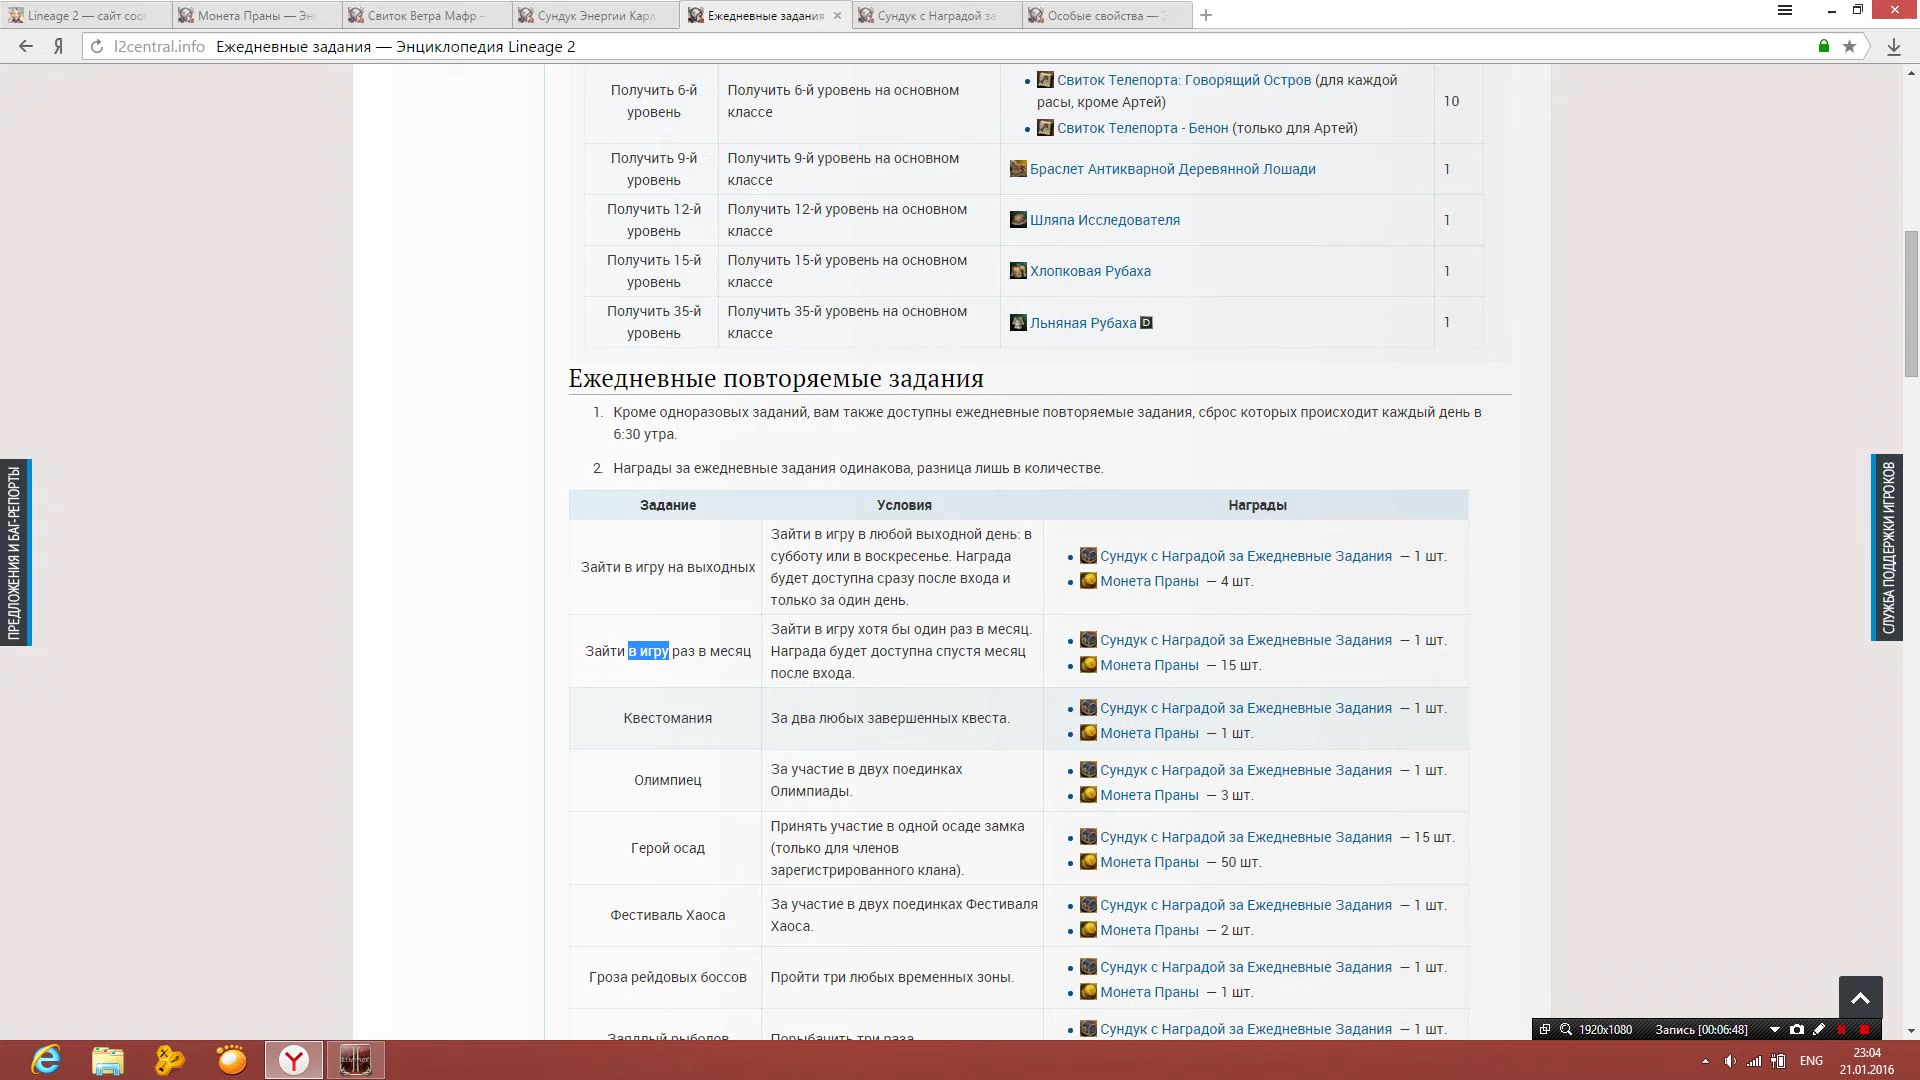 Lineage 2 — сайт соо
Монета Праны — Эн
Свиток Ветра Мафр –
Сундук Энергии Кар
Ежедневные задания
Сундук с Наградой за
Особые свойства — Э
l2central.info Ежедневные задания — Энциклопедия Lineage 2
Получить 6-й уровень
Получить 6-й уровень на основном классе
Свиток Телепорта: Говорящий Остров (для каждой расы, кроме Артей)
Свиток Телепорта - Бенон (только для Артей)
10
Получить 9-й уровень
Получить 9-й уровень на основном классе
Браслет Антикварной Деревянной Лошади
1
Получить 12-й уровень
Получить 12-й уровень на основном классе
Шляпа Исследователя
1
Получить 15-й уровень
Получить 15-й уровень на основном классе
Хлопковая Рубаха
1
Получить 35-й уровень
Получить 35-й уровень на основном классе
Льняная Рубаха D
1
Ежедневные повторяемые задания
1. Кроме одноразовых заданий, вам также доступны ежедневные повторяемые задания, сброс которых происходит каждый день в
6:30 утра.
2. Награды за ежедневные задания одинакова, разница лишь в количестве.
Задание Условия Награды
Зайти в игру на выходных
Зайти в игру в любой выходной день: в
субботу или в воскресенье. Награда
будет доступна сразу после входа и
только за один день.
Сундук с Наградой за Ежедневные Задания — 1 шт.
Монета Праны — 4 шт.
Зайти в игру раз в месяц
Зайти в игру хотя бы один раз в месяц.
Награда будет доступна спустя месяц
после входа.
Сундук с Наградой за Ежедневные Задания — 1 шт.
Монета Праны — 15 шт.
Квестомания
За два любых завершенных квеста.
Сундук с Наградой за Ежедневные Задания — 1 шт.
Монета Праны — 1 шт.
Олимпиец
За участие в двух поединках
Олимпиады.
Сундук с Наградой за Ежедневные Задания — 1 шт.
Монета Праны — 3 шт.
Герой осад
Принять участие в одной осаде замка
(только для членов
зарегистрированного клана).
Сундук с Наградой за Ежедневные Задания — 15 шт.
Монета Праны — 50 шт.
Фестиваль Хаоса
За участие в двух поединках Фестиваля
Хаоса.
Сундук с Наградой за Ежедневные Задания — 1 шт.
Монета Праны — 2 шт.
Гроза рейдовых боссов
Пройти три любых временных зоны.
Сундук с Наградой за Ежедневные Задания — 1 шт.
Монета Праны — 1 шт.
Заядлый рыболов
Порыбачить три раза.
Сундук с Наградой за Ежедневные Задания — 1 шт.
ПРЕДЛОЖЕНИЯ И БАГ-РЕПОРТЫ
СЛУЖБА ПОДДЕРЖКИ ИГРОКОВ
1920x1080 Запись [00:06:48]
ENG
23:04
21.01.2016